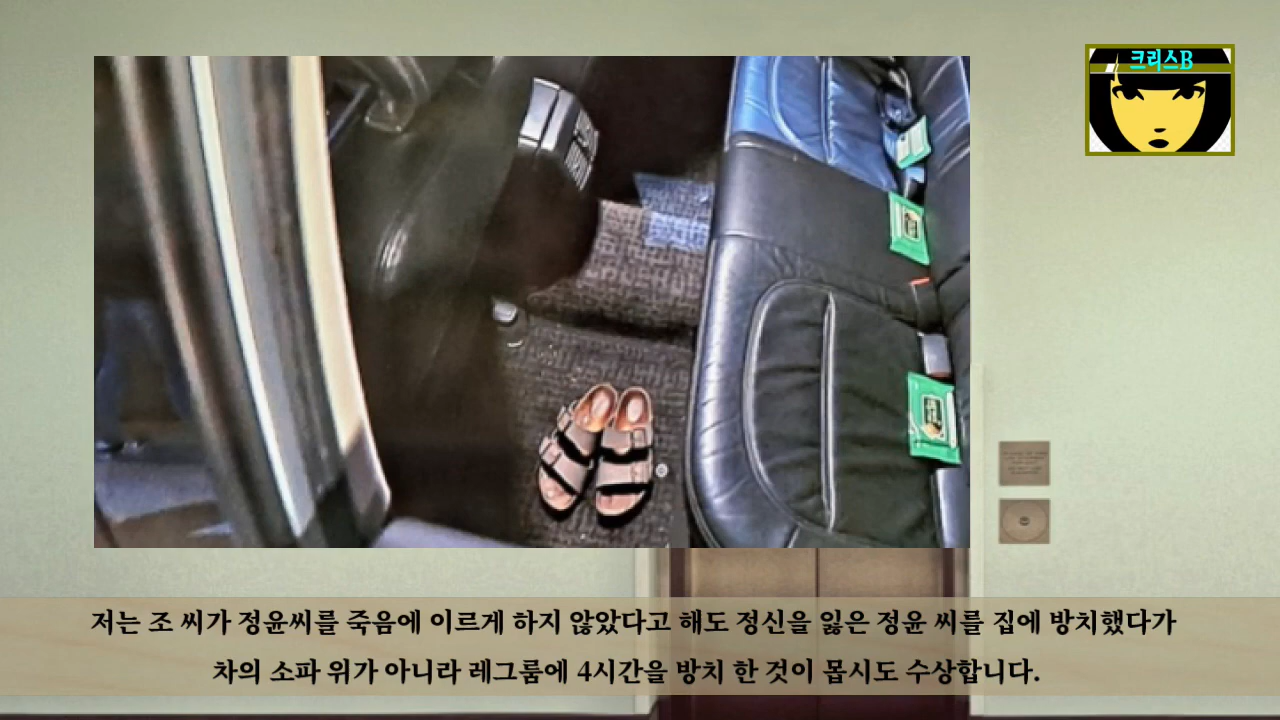 크리스B
저는 조 씨가 정윤씨를 죽음에 이르게 하지 않았다고 해도 정신을 잃은 정윤 씨를 집에 방치했다가
차의 소파 위가 아니라 레그룸에 4시간을 방치 한 것이 몹시도 수상합니다.